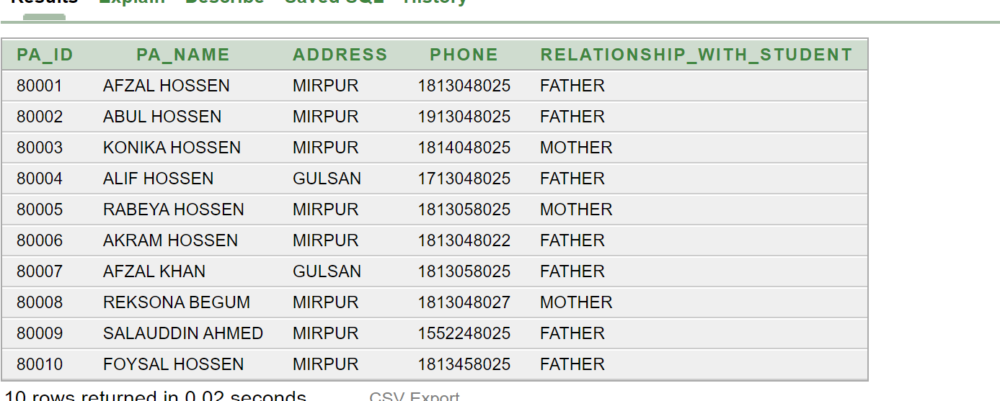 Results Explain Describe Saved SQL History
PA_ID PA_NAME ADDRESS PHONE RELATIONSHIP_WITH_STUDENT
80001 AFZAL HOSSEN MIRPUR 1813048025 FATHER
80002 ABUL HOSSEN MIRPUR 1913048025 FATHER
80003 KONIKA HOSSEN MIRPUR 1814048025 MOTHER
80004 ALIF HOSSEN GULSAN 1713048025 FATHER
80005 RABEYA HOSSEN MIRPUR 1813058025 MOTHER
80006 AKRAM HOSSEN MIRPUR 1813048022 FATHER
80007 AFZAL KHAN GULSAN 1813058025 FATHER
80008 REKSONA BEGUM MIRPUR 1813048027 MOTHER
80009 SALAUDDIN AHMED MIRPUR 1552248025 FATHER
80010 FOYSAL HOSSEN MIRPUR 1813458025 FATHER
10 rows returned in 0.02 seconds CSV Export